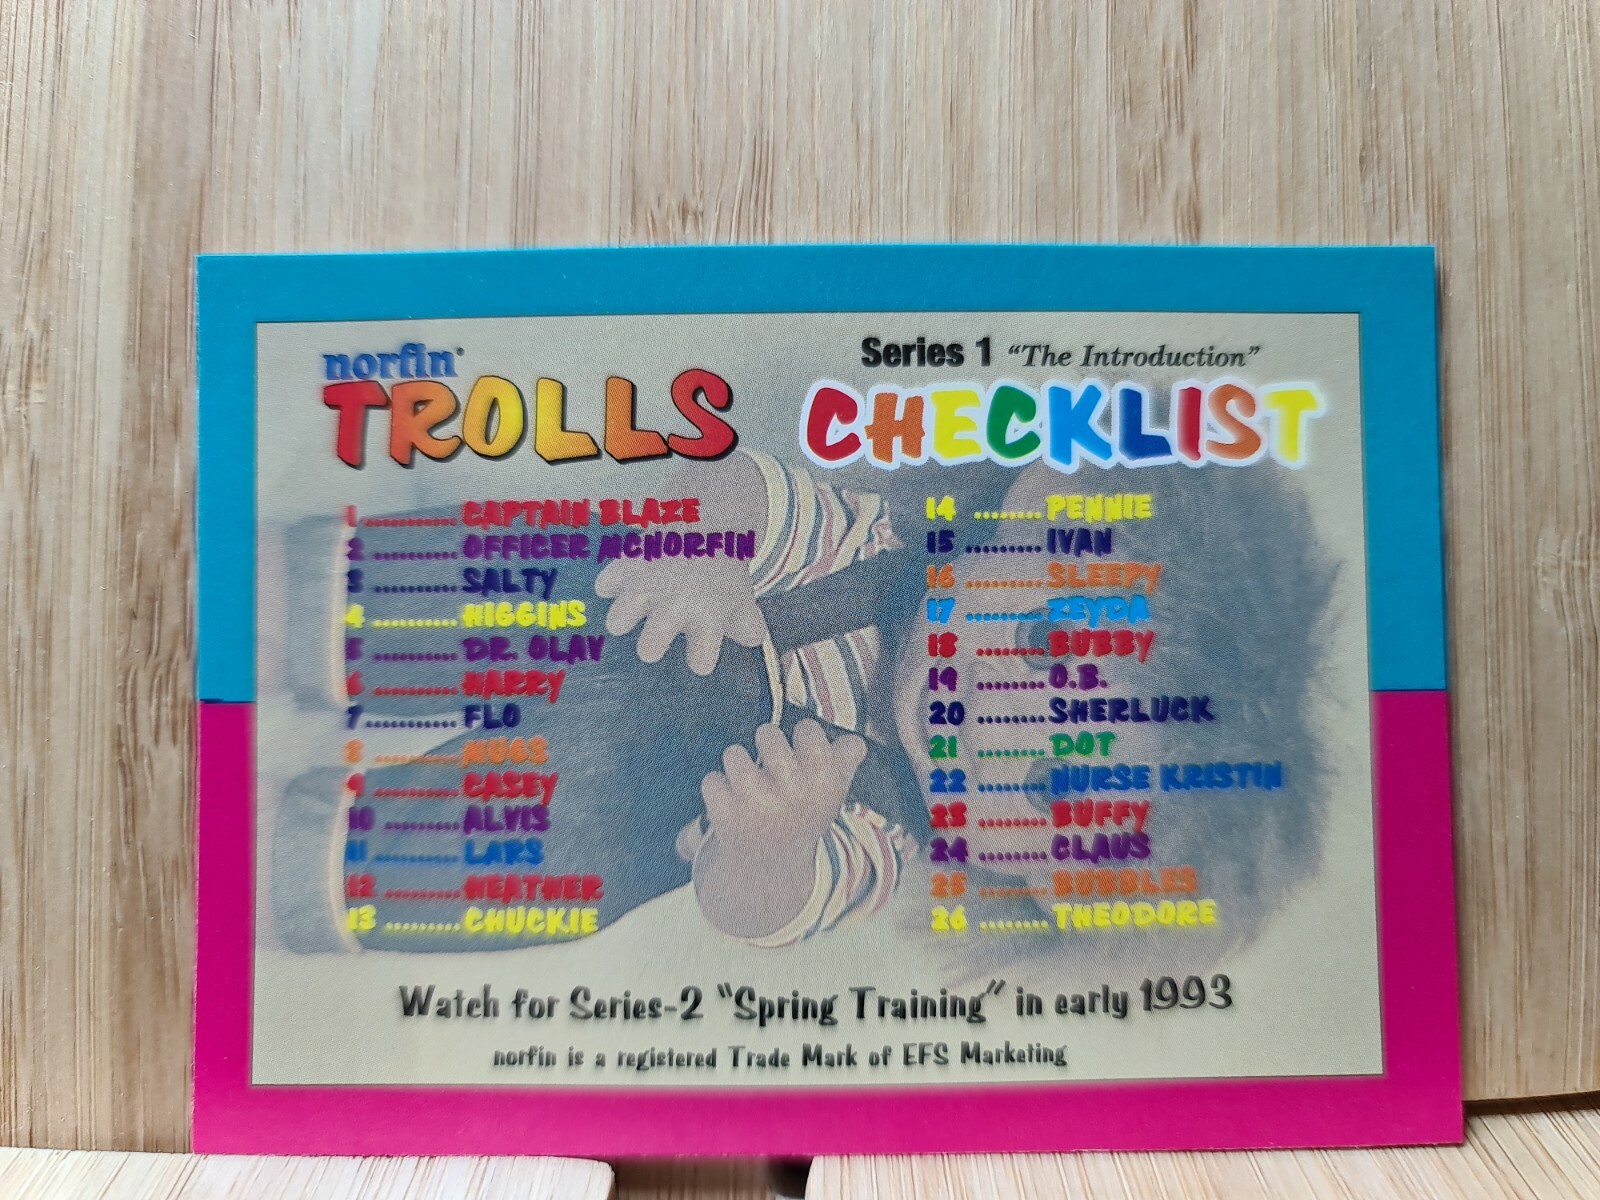 norfin®
TROLLS
Series 1 "The Introduction"
CHECKLIST
1 ............ CAPTAIN BLAZE
2 ........... OFFICER MCNORFIN
3 ........... SALTY
4 ........... HIGGINS
5 ........... DR. OLAV
6 ........... HARRY
7 ........... FLO
8 ........... NUGS
9 ........... CASEY
10 ......... ALVIS
11 .......... LARS
12 ......... HEATHER
13 ......... CHUCKIE
14 ........ PENNIE
15 ......... IVAN
16 ......... SLEEPY
17 ......... ZEYDA
18 ........ BUBBY
19 ........ O.B.
20 ........ SHERLUCK
21 ........ DOT
22 ........ NURSE KRISTIN
23 ........ BUFFY
24 ........ CLAUS
25 ........ BUBBLES
26 ........ THEODORE
Watch for Series-2 "Spring Training" in early 1993
norfin is a registered Trade Mark of EFS Marketing